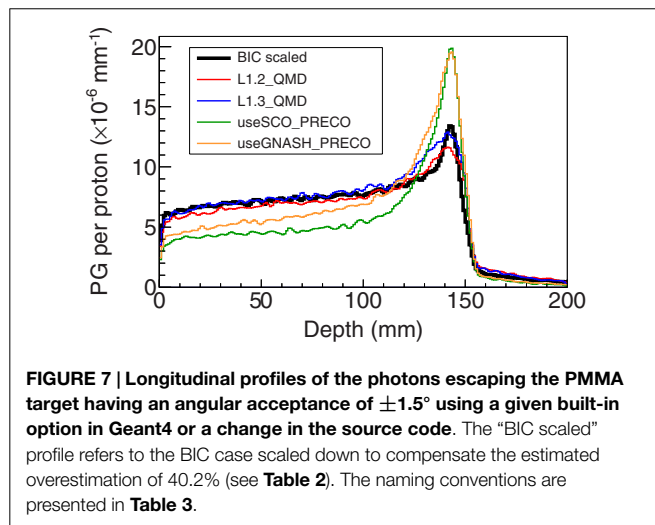 PG per proton (×10⁻⁶ mm⁻¹)
20
15
10
5
0
BIC scaled
L1.2_QMD
L1.3_QMD
useSCO_PRECO
useGNASH_PRECO
0 50 100 150 200
Depth (mm)
FIGURE 7 | Longitudinal profiles of the photons escaping the PMMA
target having an angular acceptance of ±1.5° using a given built-in
option in Geant4 or a change in the source code. The “BIC scaled”
profile refers to the BIC case scaled down to compensate the estimated
overestimation of 40.2% (see Table 2). The naming conventions are
presented in Table 3.